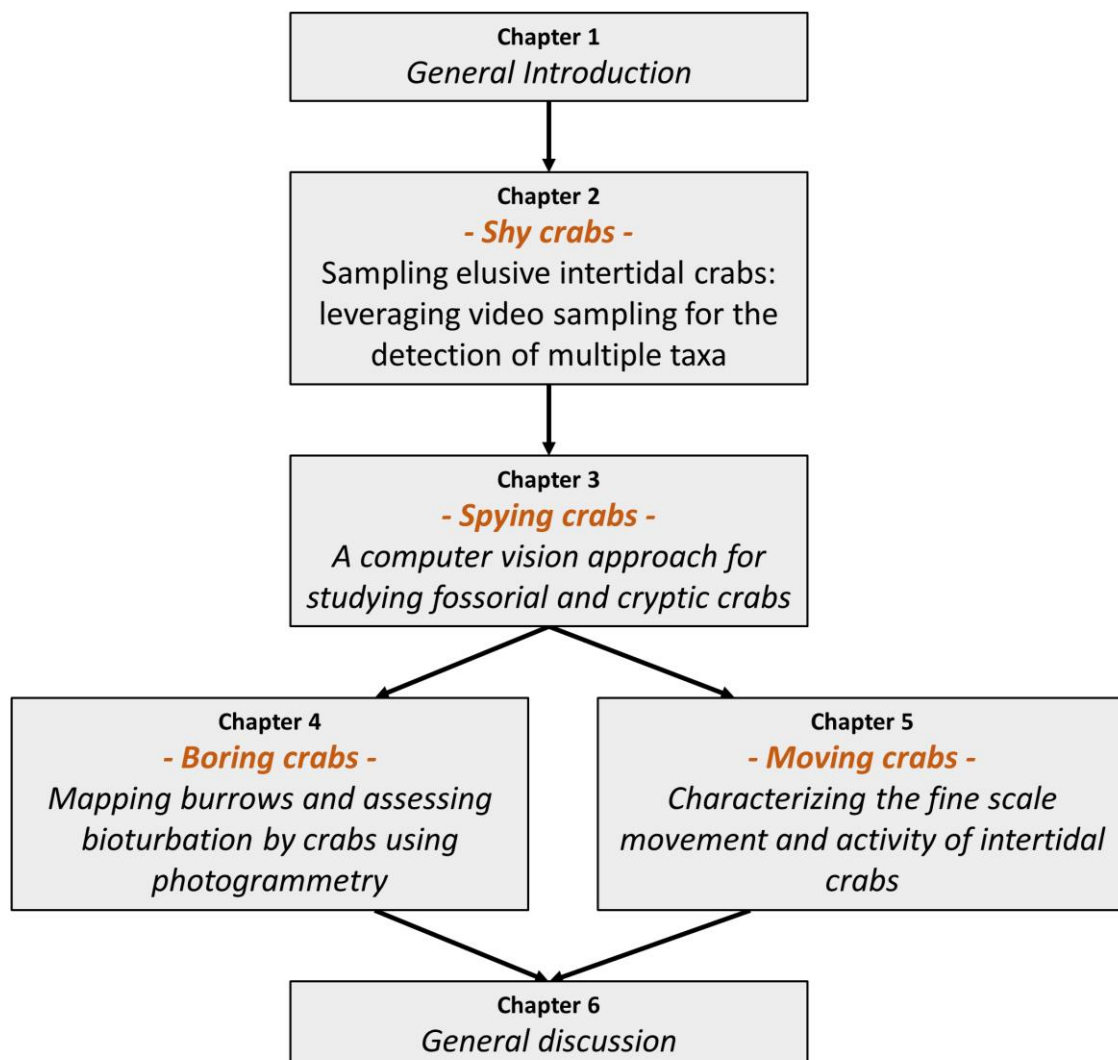 Chapter 1
General Introduction
Chapter 2
- Shy crabs -
Sampling elusive intertidal crabs:
leveraging video sampling for the
detection of multiple taxa
Chapter 3
- Spying crabs -
A computer vision approach for
studying fossorial and cryptic crabs
Chapter 4
- Boring crabs -
Mapping burrows and assessing
bioturbation by crabs using
photogrammetry
Chapter 5
- Moving crabs -
Characterizing the fine scale
movement and activity of intertidal
crabs
Chapter 6
General discussion